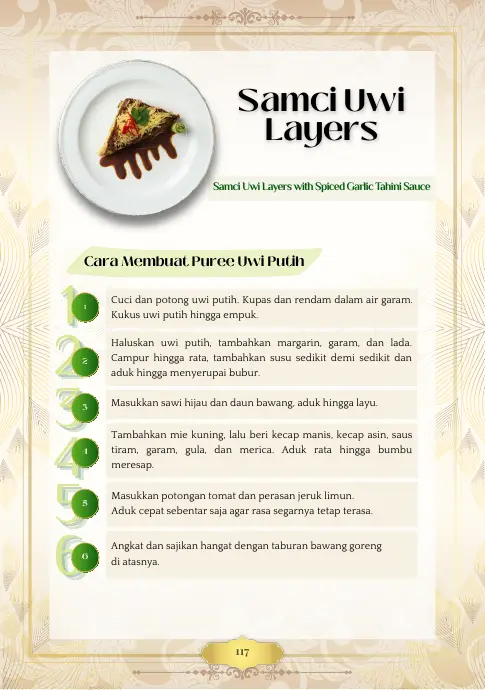 Samci Uwi
Layers
Samci Uwi Layers with Spiced Garlic Tahini Sauce
Cara Membuat Puree Uwi Putih
1
Cuci dan potong uwi putih. Kupas dan rendam dalam air garam.
Kukus uwi putih hingga empuk.
2
Haluskan uwi putih, tambahkan margarin, garam, dan lada.
Campur hingga rata, tambahkan susu sedikit demi sedikit dan
aduk hingga menyerupai bubur.
3
Masukkan sawi hijau dan daun bawang, aduk hingga layu.
4
Tambahkan mie kuning, lalu beri kecap manis, kecap asin, saus
tiram, garam, gula, dan merica. Aduk rata hingga bumbu
meresap.
5
Masukkan potongan tomat dan perasan jeruk limun.
Aduk cepat sebentar saja agar rasa segarnya tetap terasa.
6
Angkat dan sajikan hangat dengan taburan bawang goreng
di atasnya.
117